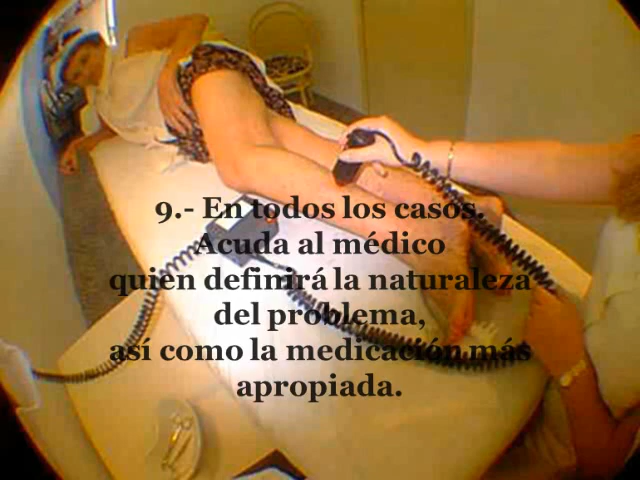 9.- En todos los casos.
Acuda al médico
quien definirá la naturaleza
del problema,
así como la medicación más
apropiada.